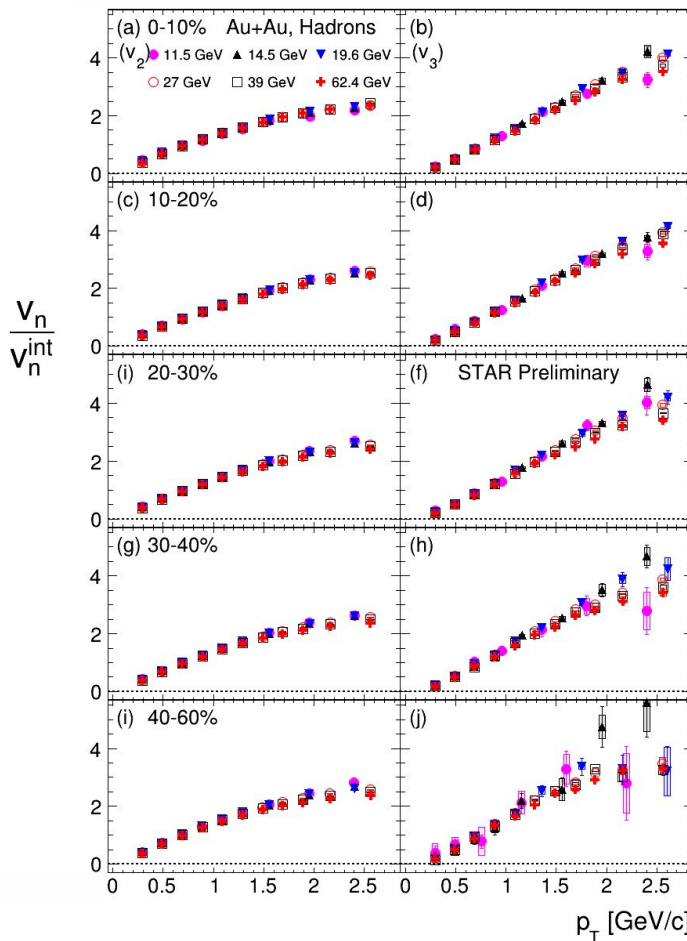 (a) 0-10% Au+Au, Hadrons
(v2)
11.5 GeV 14.5 GeV 19.6 GeV
27 GeV 39 GeV 62.4 GeV
(b)
(v3)
4
2
0
(c) 10-20%
(d)
4
2
0
vn
vn^int
(i) 20-30%
(f) STAR Preliminary
4
2
0
(g) 30-40%
(h)
4
2
0
(i) 40-60%
(j)
4
2
0
0 0.5 1 1.5 2 2.5 0 0.5 1 1.5 2 2.5
pT [GeV/c]